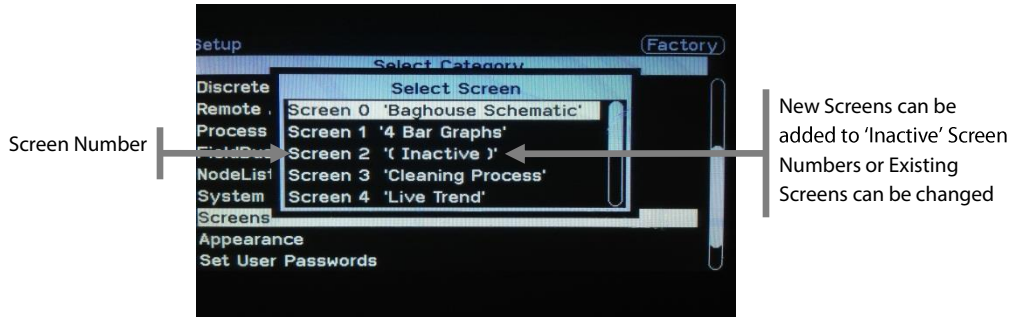 Setup
(Factory)
Select Category
Discrete
Remote
Process
NodeList
System
Screens
Appearance
Set User Passwords
Select Screen
Screen 0 'Baghouse Schematic'
Screen 1 '4 Bar Graphs'
Screen 2 '( Inactive )'
Screen 3 'Cleaning Process'
Screen 4 'Live Trend'
Screen Number
New Screens can be
added to ‘Inactive’ Screen
Numbers or Existing
Screens can be changed